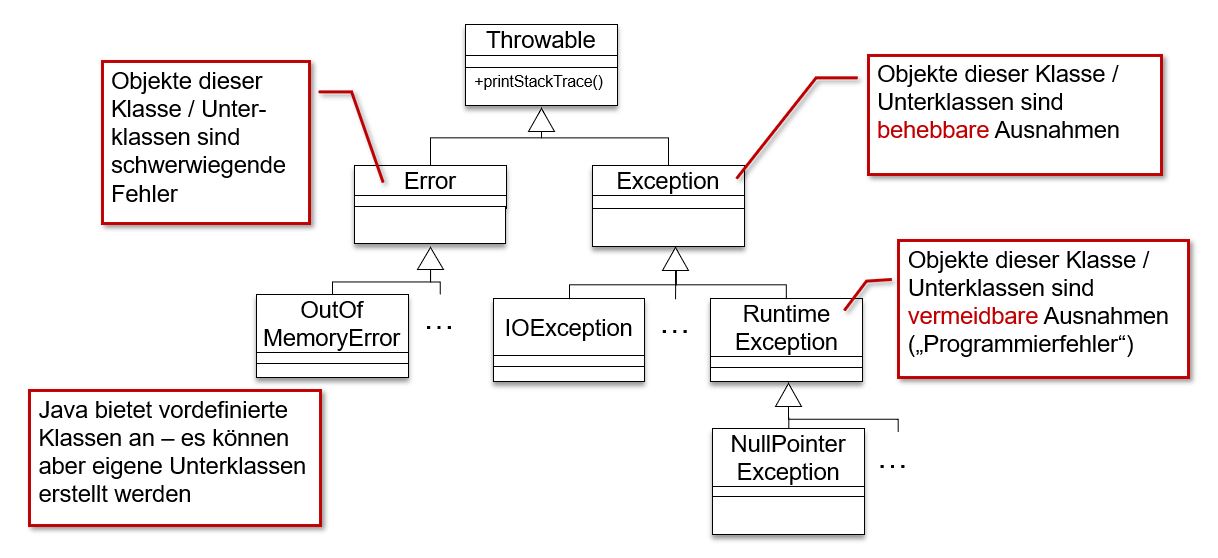 Throwable
+printStackTrace()
Objekte dieser
Klasse / Unter-
klassen sind
schwerwiegende
Fehler
Objekte dieser Klasse /
Unterklassen sind
behebbare Ausnahmen
Error
Exception
Objekte dieser Klasse /
Unterklassen sind
vermeidbare Ausnahmen
(„Programmierfehler“)
OutOf
MemoryError
...
IOException
...
Runtime
Exception
Java bietet vordefinierte
Klassen an – es können
aber eigene Unterklassen
erstellt werden
NullPointer
Exception
...